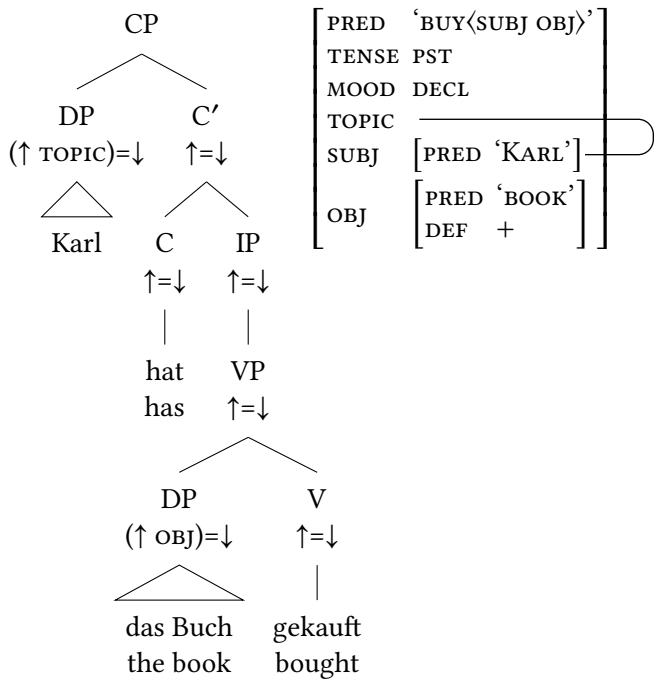 CP
DP C′
(↑ TOPIC)=↓ ↑=↓
Karl C IP
↑=↓ ↑=↓
hat VP
has ↑=↓
DP V
(↑ OBJ)=↓ ↑=↓
das Buch gekauft
the book bought
PRED ‘BUY⟨SUBJ OBJ⟩’
TENSE PST
MOOD DECL
TOPIC
SUBJ [PRED ‘KARL’]
PRED ‘BOOK’
OBJ
DEF +